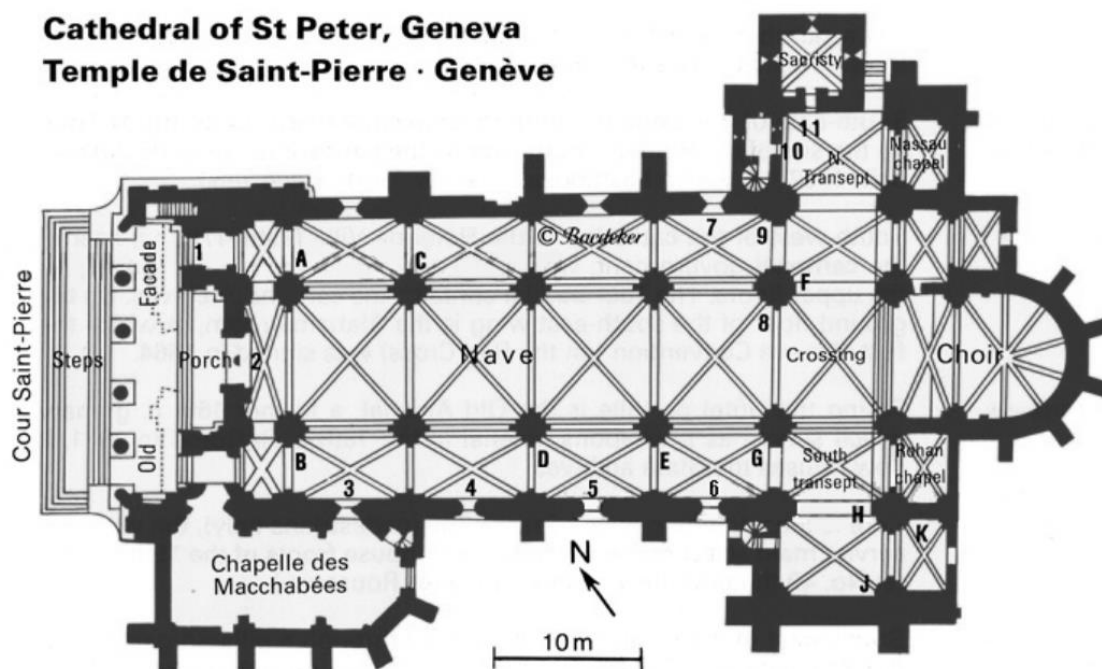 Cathedral of St Peter, Geneva
Temple de Saint-Pierre · Genève
Sacristy
11
10
N. Transept
Nassau chapel
Cour Saint-Pierre
Steps
Old Facade
1
Porch
2
A
C
© Baedeker
7
9
F
8
Nave
Crossing
Choir
B
D
E
G
South transept
Rohan chapel
3
4
5
6
H
K
J
Chapelle des
Macchabées
N
10 m